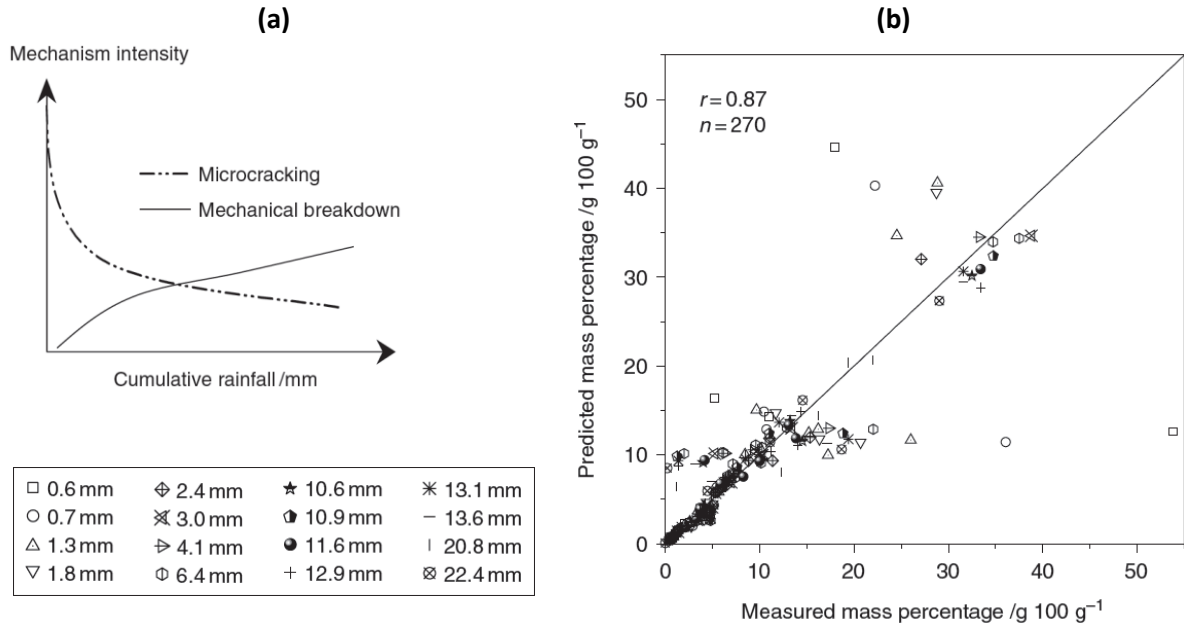 (a)
Mechanism intensity
Microcracking
Mechanical breakdown
Cumulative rainfall /mm
0.6 mm 2.4 mm 10.6 mm 13.1 mm
0.7 mm 3.0 mm 10.9 mm 13.6 mm
1.3 mm 4.1 mm 11.6 mm 20.8 mm
1.8 mm 6.4 mm 12.9 mm 22.4 mm
(b)
r=0.87
n=270
Predicted mass percentage /g 100 g⁻¹
50
40
30
20
10
0
0 10 20 30 40 50
Measured mass percentage /g 100 g⁻¹